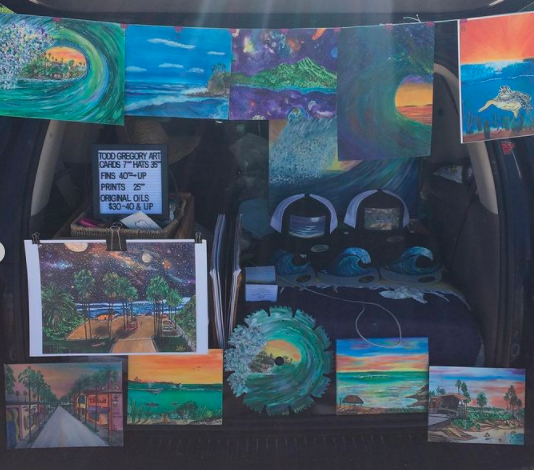 TODD GREGORY ART
CARDS 7⁰⁰ HATS 35⁰⁰
FINS 40⁰⁰-UP
PRINTS 25⁰⁰
ORIGINAL OILS
$30-40 & UP